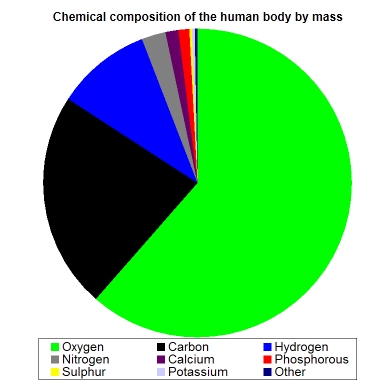 Chemical composition of the human body by mass
Oxygen Carbon Hydrogen
Nitrogen Calcium Phosphorous
Sulphur Potassium Other